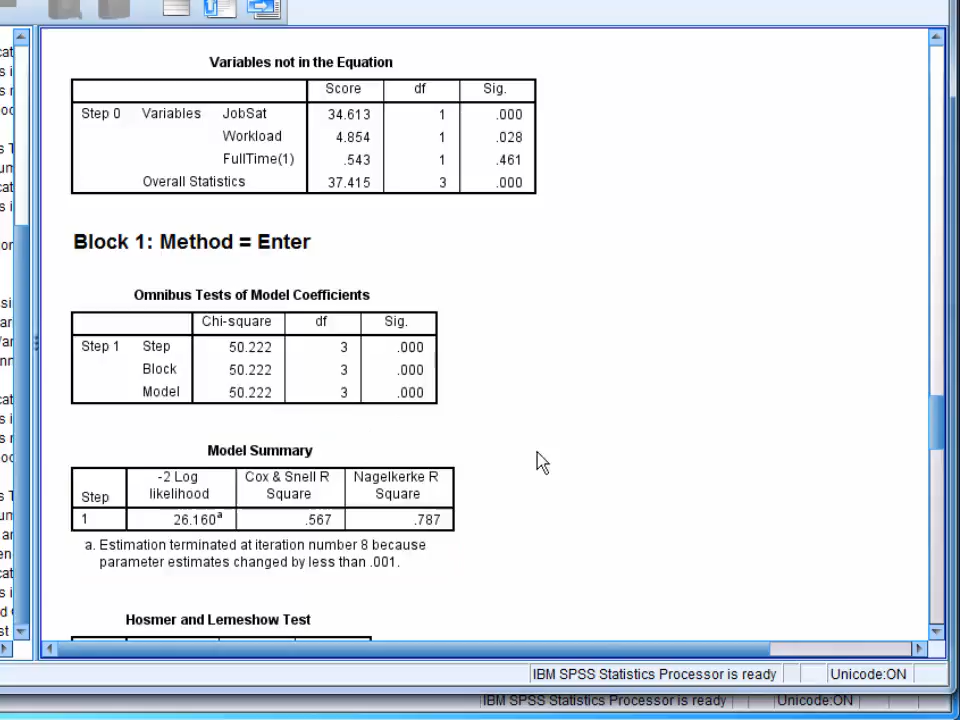 Variables not in the Equation
Score df Sig.
Step 0 Variables JobSat 34.613 1 .000
Workload 4.854 1 .028
FullTime(1) .543 1 .461
Overall Statistics 37.415 3 .000
Block 1: Method = Enter
Omnibus Tests of Model Coefficients
Chi-square df Sig.
Step 1 Step 50.222 3 .000
Block 50.222 3 .000
Model 50.222 3 .000
Model Summary
Step -2 Log likelihood Cox & Snell R Square Nagelkerke R Square
1 26.160a .567 .787
a. Estimation terminated at iteration number 8 because
parameter estimates changed by less than .001.
Hosmer and Lemeshow Test
IBM SPSS Statistics Processor is ready Unicode:ON
IBM SPSS Statistics Processor is ready Unicode:ON